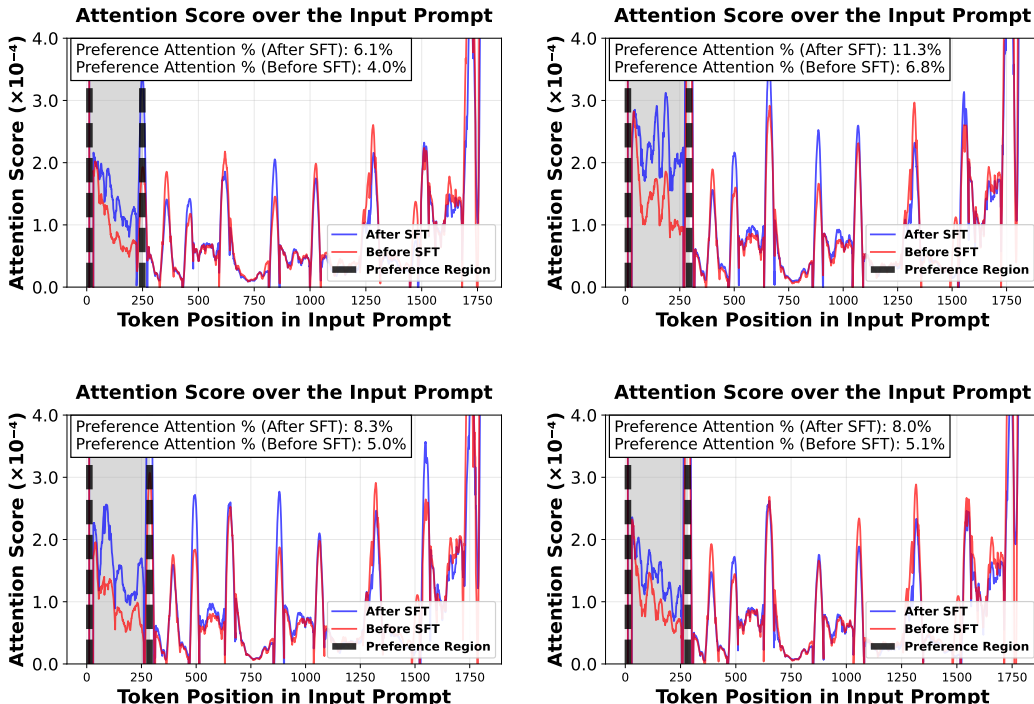 Attention Score over the Input Prompt
Attention Score (×10⁻⁴)
4.0
3.0
2.0
1.0
0.0
Preference Attention % (After SFT): 6.1%
Preference Attention % (Before SFT): 4.0%
After SFT
Before SFT
Preference Region
0 250 500 750 1000 1250 1500 1750
Token Position in Input Prompt
Attention Score over the Input Prompt
Attention Score (×10⁻⁴)
4.0
3.0
2.0
1.0
0.0
Preference Attention % (After SFT): 11.3%
Preference Attention % (Before SFT): 6.8%
After SFT
Before SFT
Preference Region
0 250 500 750 1000 1250 1500 1750
Token Position in Input Prompt
Attention Score over the Input Prompt
Attention Score (×10⁻⁴)
4.0
3.0
2.0
1.0
0.0
Preference Attention % (After SFT): 8.3%
Preference Attention % (Before SFT): 5.0%
After SFT
Before SFT
Preference Region
0 250 500 750 1000 1250 1500 1750
Token Position in Input Prompt
Attention Score over the Input Prompt
Attention Score (×10⁻⁴)
4.0
3.0
2.0
1.0
0.0
Preference Attention % (After SFT): 8.0%
Preference Attention % (Before SFT): 5.1%
After SFT
Before SFT
Preference Region
0 250 500 750 1000 1250 1500 1750
Token Position in Input Prompt